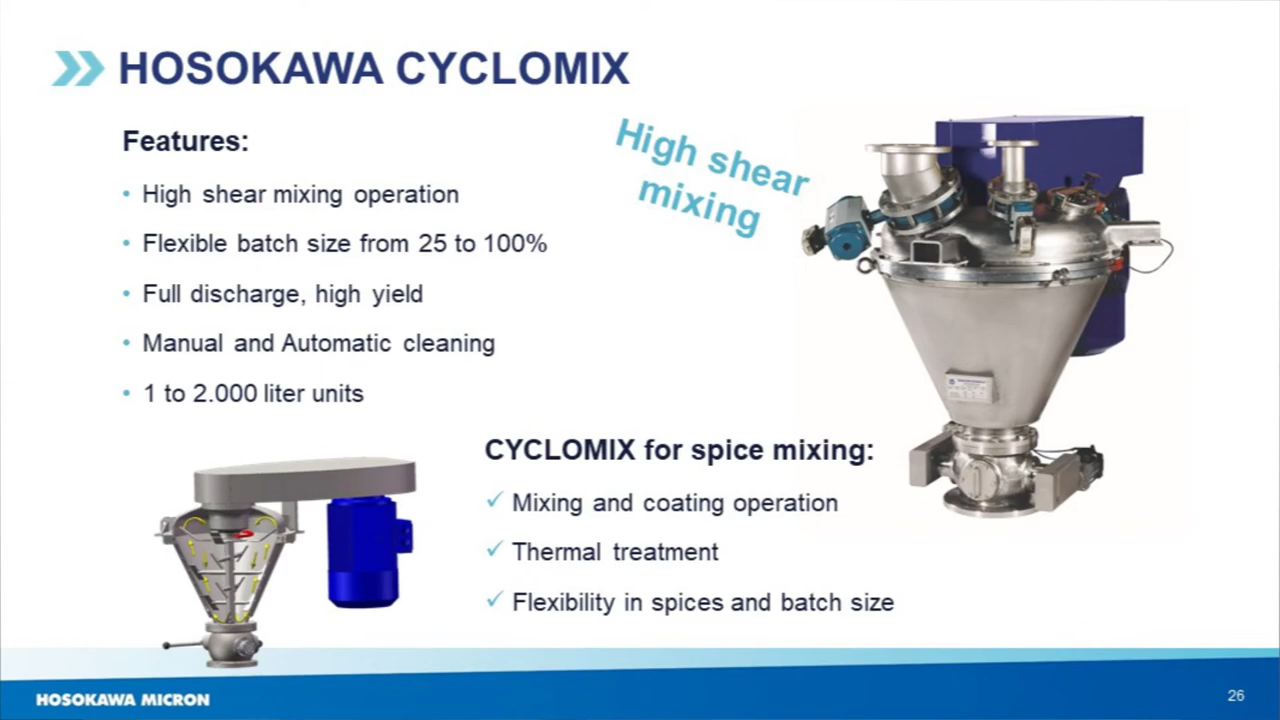 HOSOKAWA CYCLOMIX
Features:
• High shear mixing operation
• Flexible batch size from 25 to 100%
• Full discharge, high yield
• Manual and Automatic cleaning
• 1 to 2.000 liter units
High shear
mixing
CYCLOMIX for spice mixing:
✓ Mixing and coating operation
✓ Thermal treatment
✓ Flexibility in spices and batch size
HOSOKAWA MICRON
26